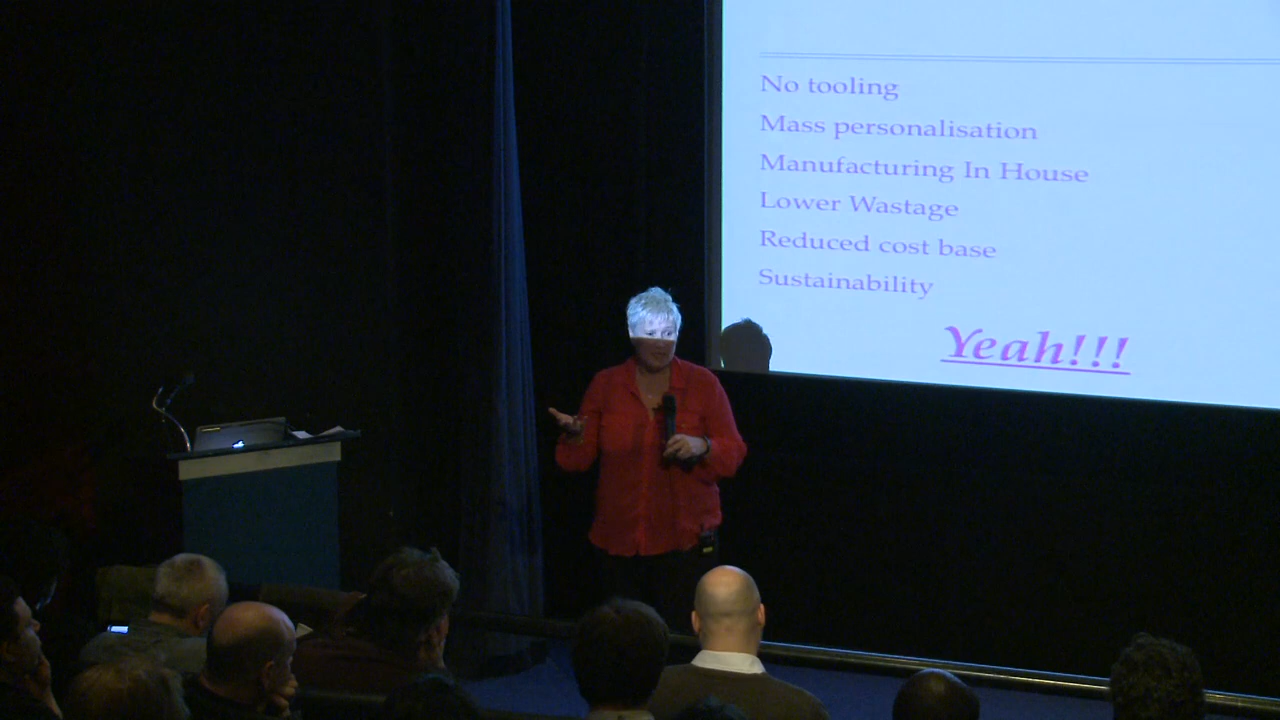 No tooling
Mass personalisation
Manufacturing In House
Lower Wastage
Reduced cost base
Sustainability
Yeah!!!